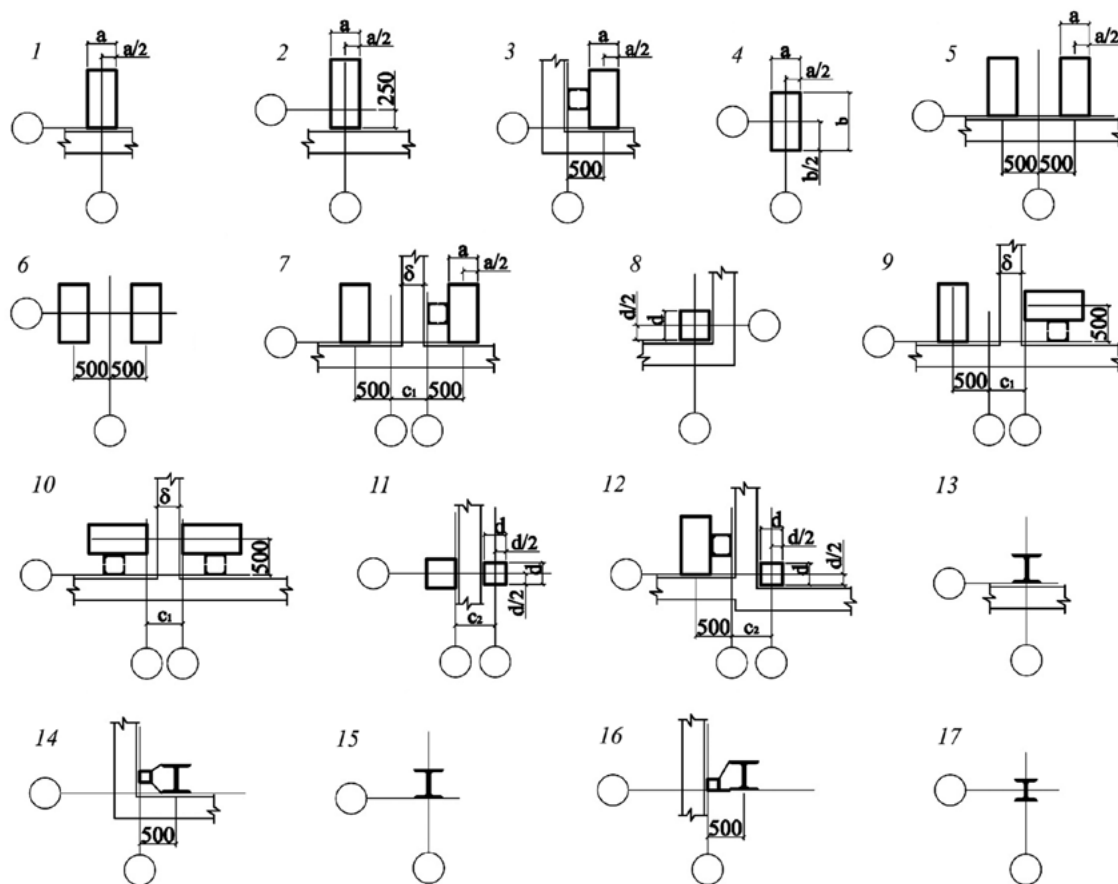 1 a a/2
2 a a/2 250
3 a a/2 500
4 a a/2 b b/2
5 a a/2 500 500
6 500 500
7 δ a a/2 500 c₁ 500
8 d/2 d
9 δ 500 500 c₁
10 δ 500 c₁
11 d d/2 d d/2 c₂
12 d d/2 d d/2 500 c₂
13
14 500
15
16 500
17